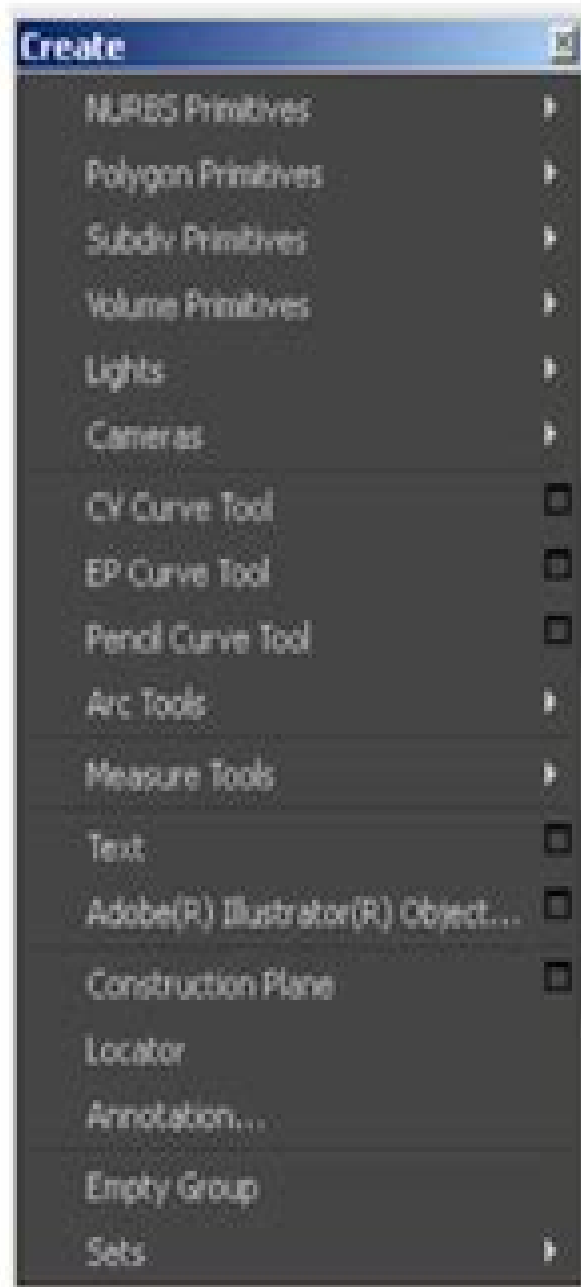 Create
NURBS Primitives
Polygon Primitives
Subdiv Primitives
Volume Primitives
Lights
Cameras
CV Curve Tool
EP Curve Tool
Pencil Curve Tool
Arc Tools
Measure Tools
Text
Adobe(R) Illustrator(R) Object...
Construction Plane
Locator
Annotation...
Empty Group
Sets